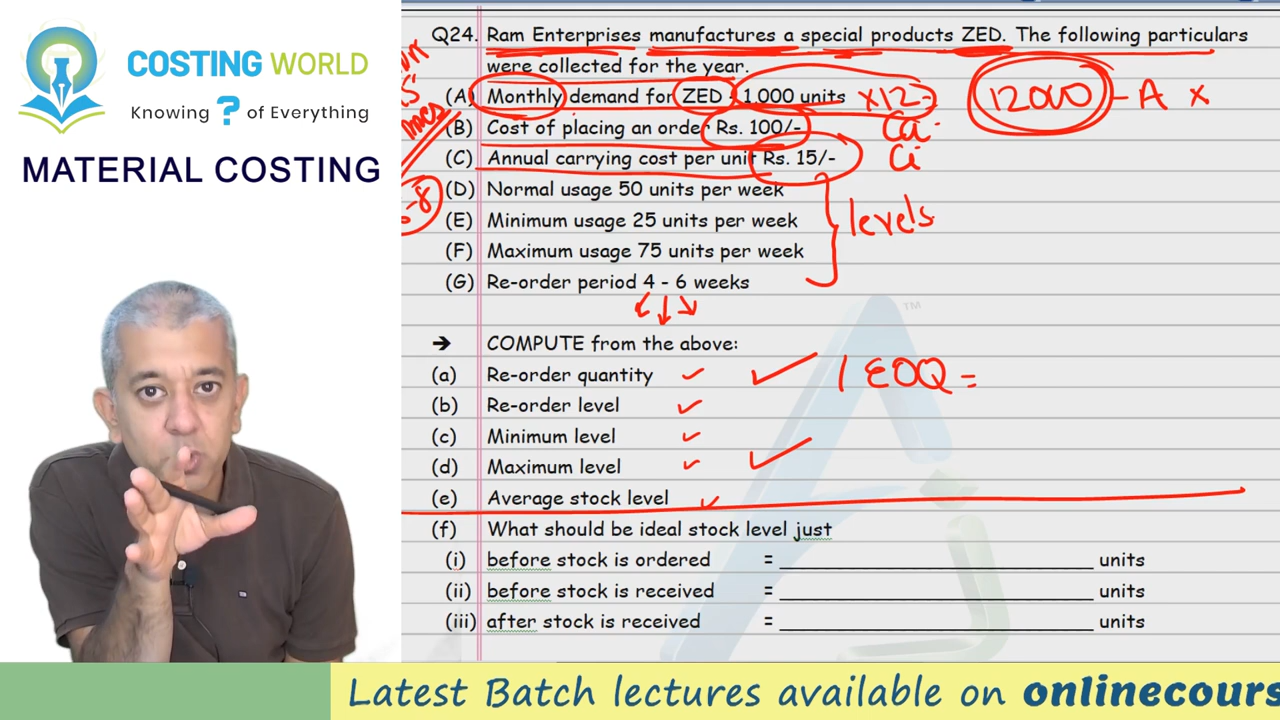 COSTING WORLD
Knowing ? of Everything
MATERIAL COSTING
Q24. Ram Enterprises manufactures a special products ZED. The following particulars
were collected for the year.
(A) Monthly demand for ZED - 1,000 units x12= 12000 - A x
(B) Cost of placing an order Rs. 100/- Ca
(C) Annual carrying cost per unit Rs. 15/- Ci
(D) Normal usage 50 units per week
(E) Minimum usage 25 units per week levels
(F) Maximum usage 75 units per week
(G) Re-order period 4 - 6 weeks
→ COMPUTE from the above:
(a) Re-order quantity EOQ =
(b) Re-order level
(c) Minimum level
(d) Maximum level
(e) Average stock level
(f) What should be ideal stock level just
(i) before stock is ordered = ____________ units
(ii) before stock is received = ____________ units
(iii) after stock is received = ____________ units
TM
Latest Batch lectures available on onlinecours